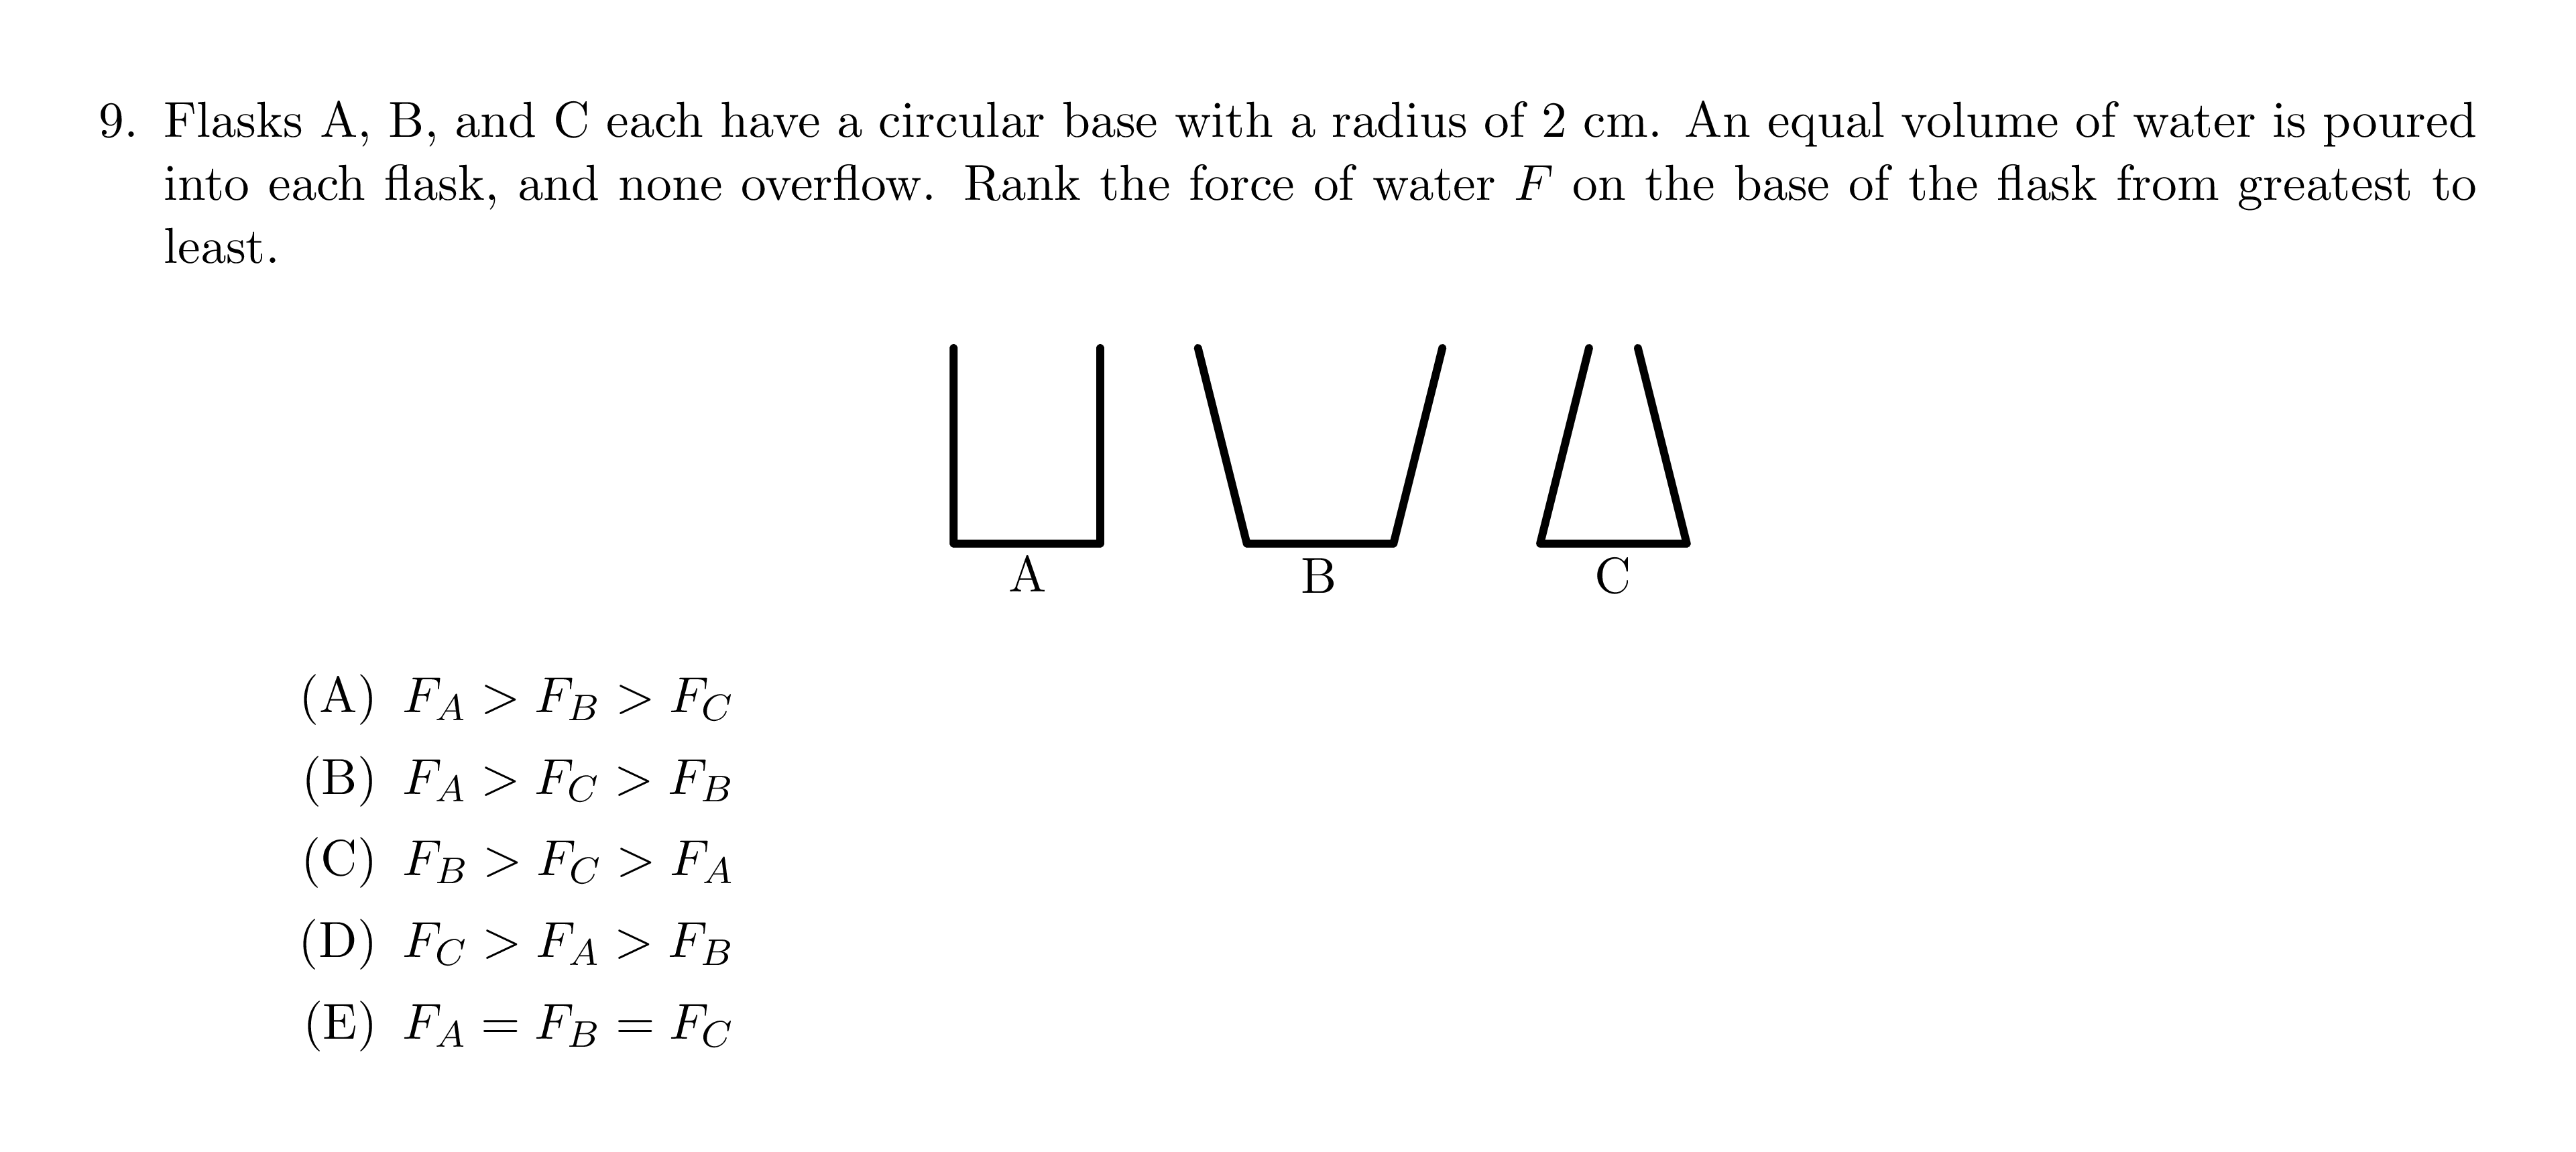 9. Flasks A, B, and C each have a circular base with a radius of 2 cm. An equal volume of water is poured
into each flask, and none overflow. Rank the force of water F on the base of the flask from greatest to
least.
A B C
(A) F_A > F_B > F_C
(B) F_A > F_C > F_B
(C) F_B > F_C > F_A
(D) F_C > F_A > F_B
(E) F_A = F_B = F_C